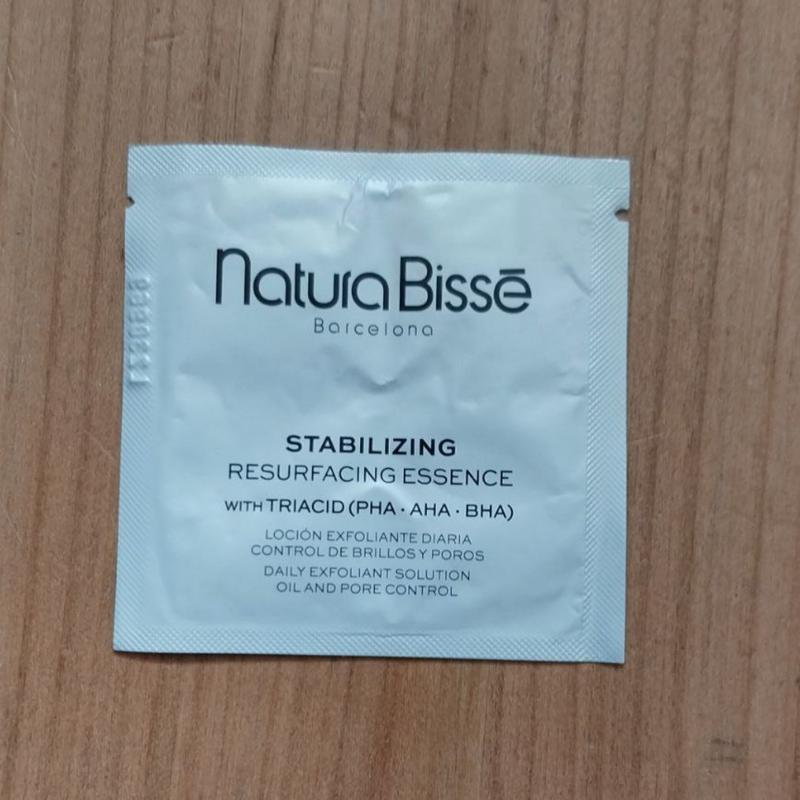 Natura Bissē
Barcelona
STABILIZING
RESURFACING ESSENCE
WITH TRIACID (PHA · AHA · BHA)
LOCIÓN EXFOLIANTE DIARIA
CONTROL DE BRILLOS Y POROS
DAILY EXFOLIANT SOLUTION
OIL AND PORE CONTROL